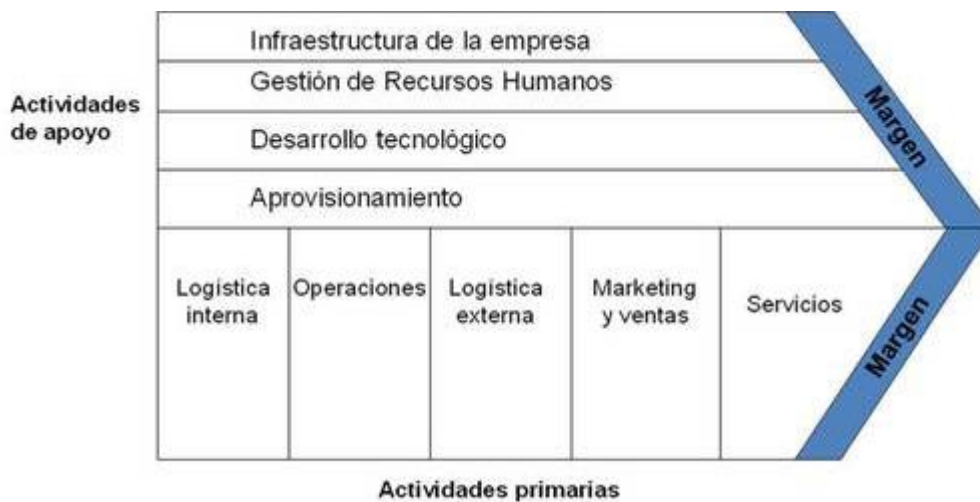 Infraestructura de la empresa
Gestión de Recursos Humanos
Desarrollo tecnológico
Aprovisionamiento
Actividades
de apoyo
Margen
Logística
interna
Operaciones
Logística
externa
Marketing
y ventas
Servicios
Margen
Actividades primarias